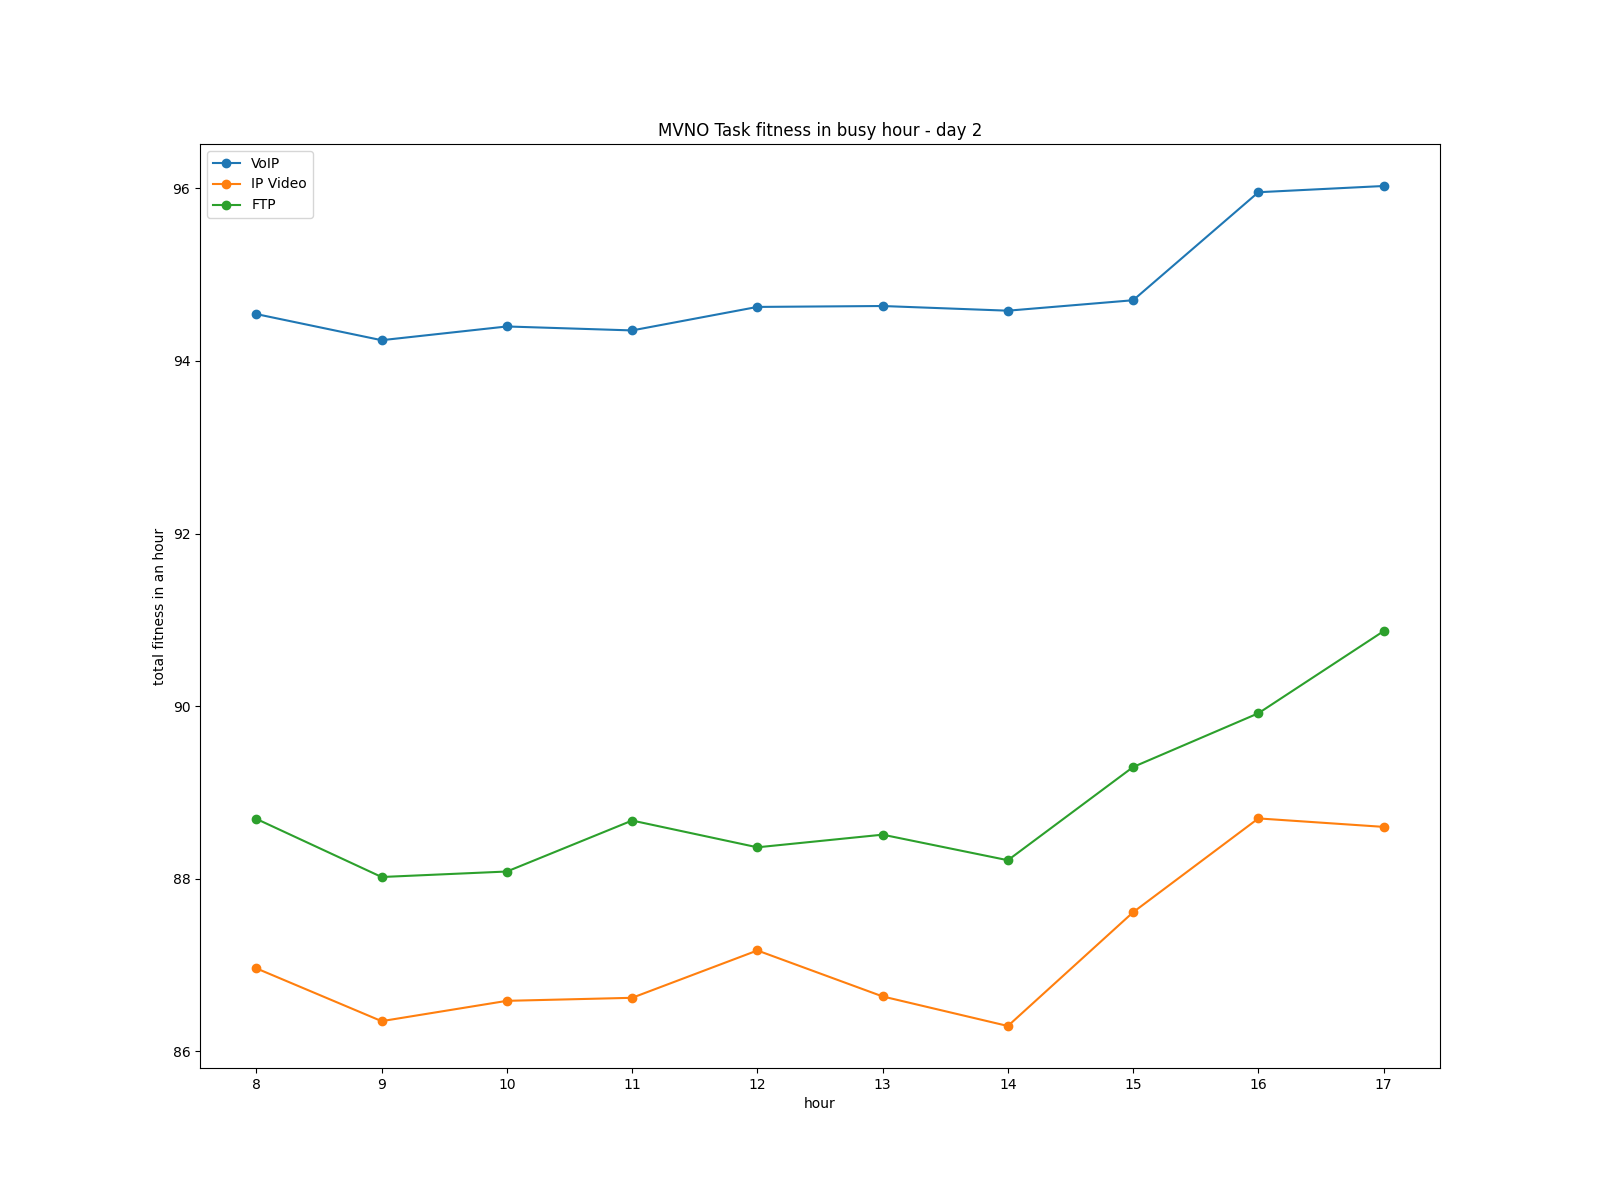 MVNO Task fitness in busy hour - day 2
VoIP
IP Video
FTP
96
94
92
90
88
86
total fitness in an hour
8 9 10 11 12 13 14 15 16 17
hour